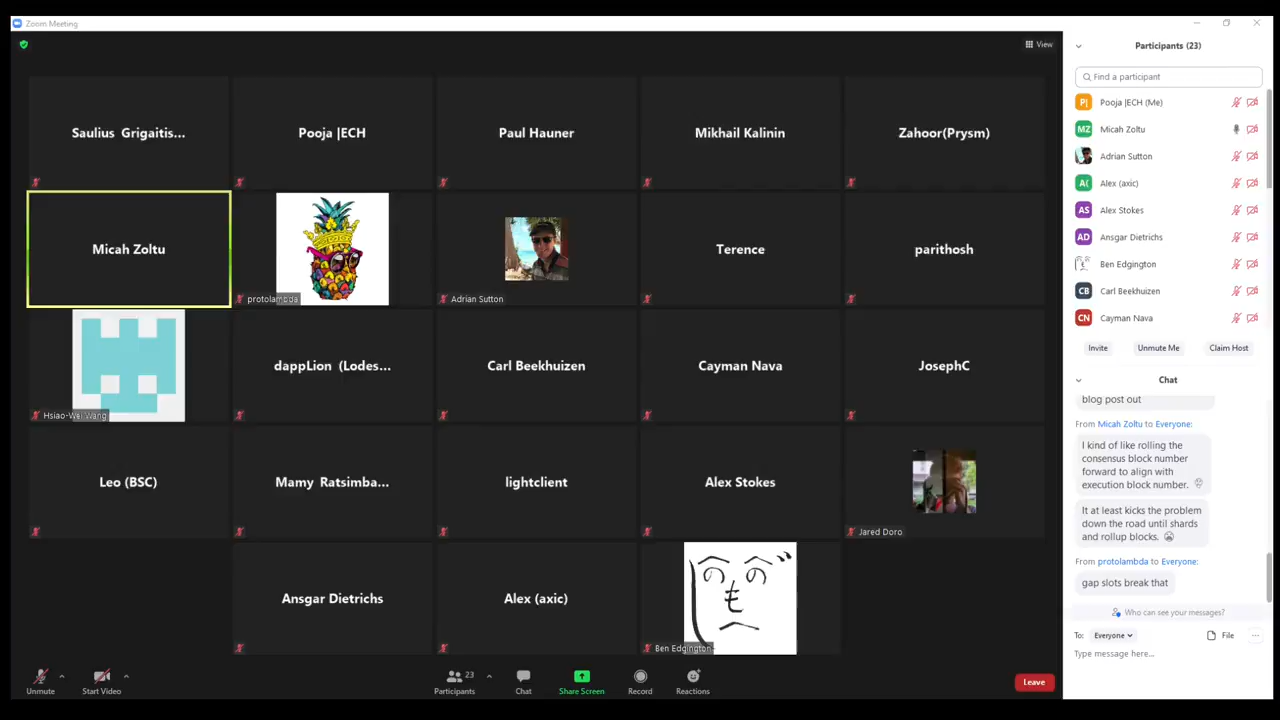 Zoom Meeting
View
Saulius Grigaitis...
Pooja |ECH
Paul Hauner
Mikhail Kalinin
Zahoor(Prysm)
Micah Zoltu
protolambda
Adrian Sutton
Terence
parithosh
Hsiao-Wei Wang
dappLion (Lodes...
Carl Beekhuizen
Cayman Nava
JosephC
Leo (BSC)
Mamy Ratsimba...
lightclient
Alex Stokes
Jared Doro
Ansgar Dietrichs
Alex (axic)
Ben Edgington
Unmute
Start Video
23
Participants
Chat
Share Screen
Record
Reactions
Leave
Participants (23)
Find a participant
P|
Pooja |ECH (Me)
MZ
Micah Zoltu
Adrian Sutton
A(
Alex (axic)
AS
Alex Stokes
AD
Ansgar Dietrichs
Ben Edgington
CB
Carl Beekhuizen
CN
Cayman Nava
Invite
Unmute Me
Claim Host
Chat
blog post out
From Micah Zoltu to Everyone:
I kind of like rolling the
consensus block number
forward to align with
execution block number.
It at least kicks the problem
down the road until shards
and rollup blocks.
From protolambda to Everyone:
gap slots break that
Who can see your messages?
To: Everyone
File
Type message here...